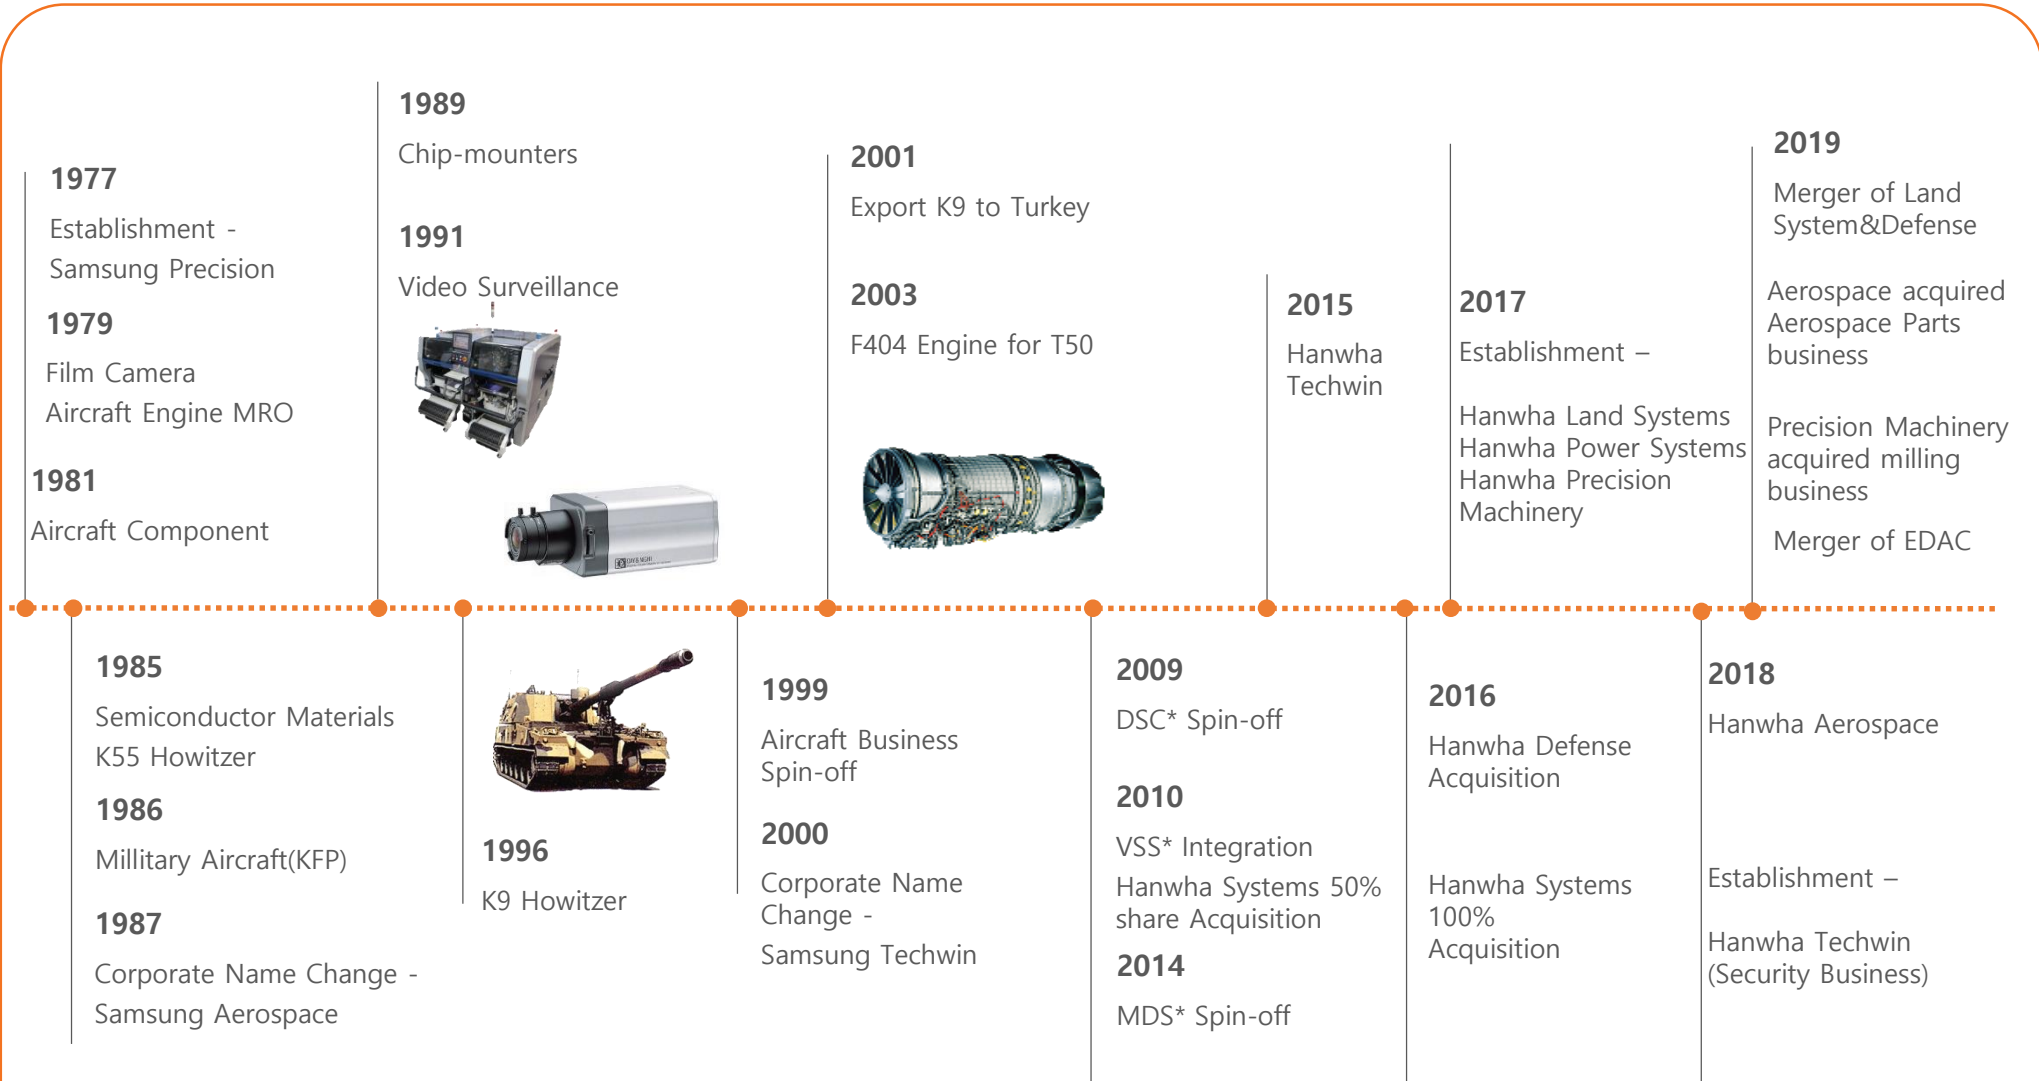 1977
Establishment -
Samsung Precision
1979
Film Camera
Aircraft Engine MRO
1981
Aircraft Component
1985
Semiconductor Materials
K55 Howitzer
1986
Millitary Aircraft(KFP)
1987
Corporate Name Change -
Samsung Aerospace
1989
Chip-mounters
1991
Video Surveillance
1996
K9 Howitzer
1999
Aircraft Business
Spin-off
2000
Corporate Name
Change -
Samsung Techwin
2001
Export K9 to Turkey
2003
F404 Engine for T50
2009
DSC* Spin-off
2010
VSS* Integration
Hanwha Systems 50%
share Acquisition
2014
MDS* Spin-off
2015
Hanwha
Techwin
2016
Hanwha Defense
Acquisition
Hanwha Systems
100%
Acquisition
2017
Establishment –
Hanwha Land Systems
Hanwha Power Systems
Hanwha Precision
Machinery
2018
Hanwha Aerospace
Establishment –
Hanwha Techwin
(Security Business)
2019
Merger of Land
System&Defense
Aerospace acquired
Aerospace Parts
business
Precision Machinery
acquired milling
business
Merger of EDAC